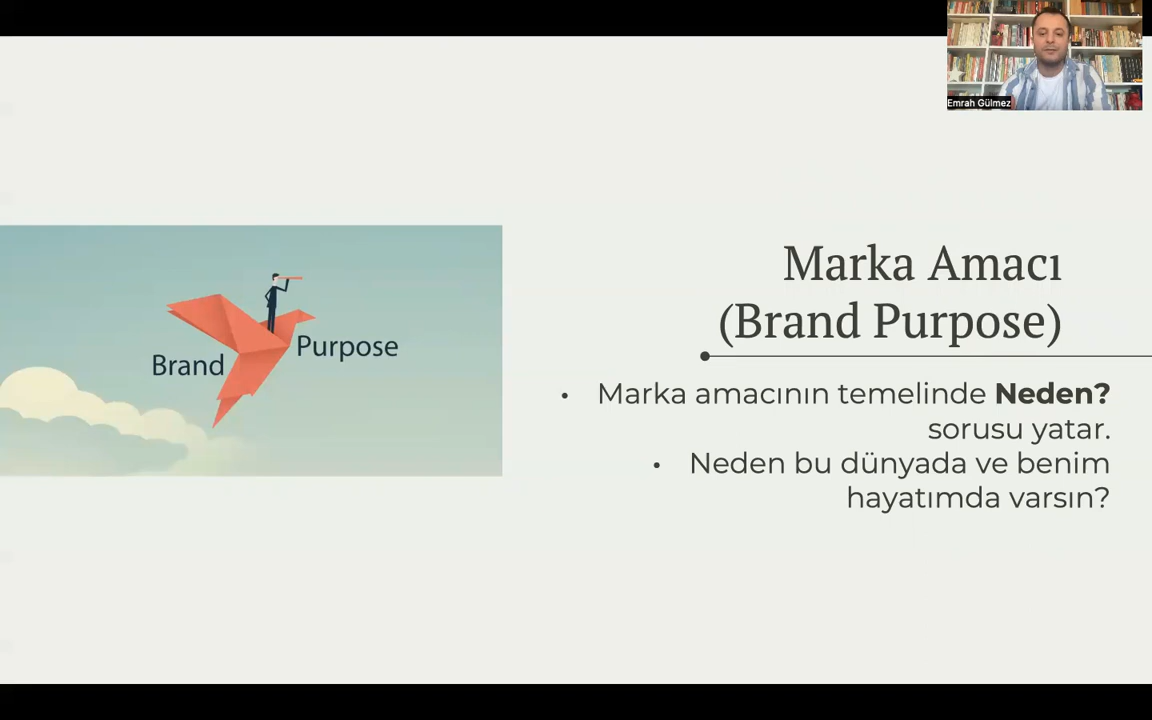 Emrah Gülmez
Brand
Purpose
Marka Amacı
(Brand Purpose)
• Marka amacının temelinde Neden?
sorusu yatar.
• Neden bu dünyada ve benim
hayatımda varsın?